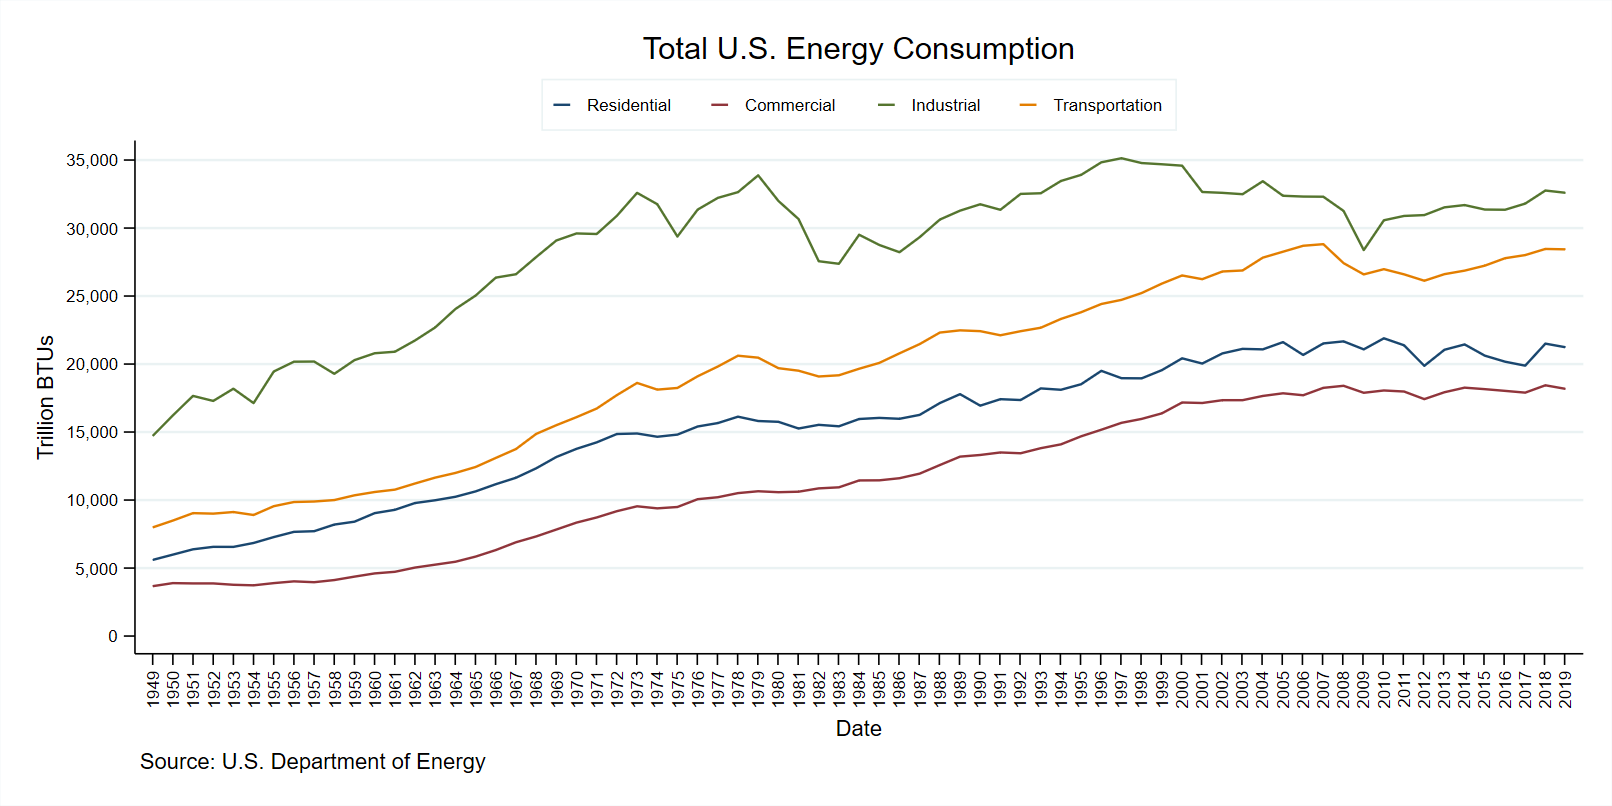 Total U.S. Energy Consumption
Residential Commercial Industrial Transportation
35,000
30,000
25,000
20,000
15,000
10,000
5,000
0
Trillion BTUs
1949 1950 1951 1952 1953 1954 1955 1956 1957 1958 1959 1960 1961 1962 1963 1964 1965 1966 1967 1968 1969 1970 1971 1972 1973 1974 1975 1976 1977 1978 1979 1980 1981 1982 1983 1984 1985 1986 1987 1988 1989 1990 1991 1992 1993 1994 1995 1996 1997 1998 1999 2000 2001 2002 2003 2004 2005 2006 2007 2008 2009 2010 2011 2012 2013 2014 2015 2016 2017 2018 2019
Date
Source: U.S. Department of Energy